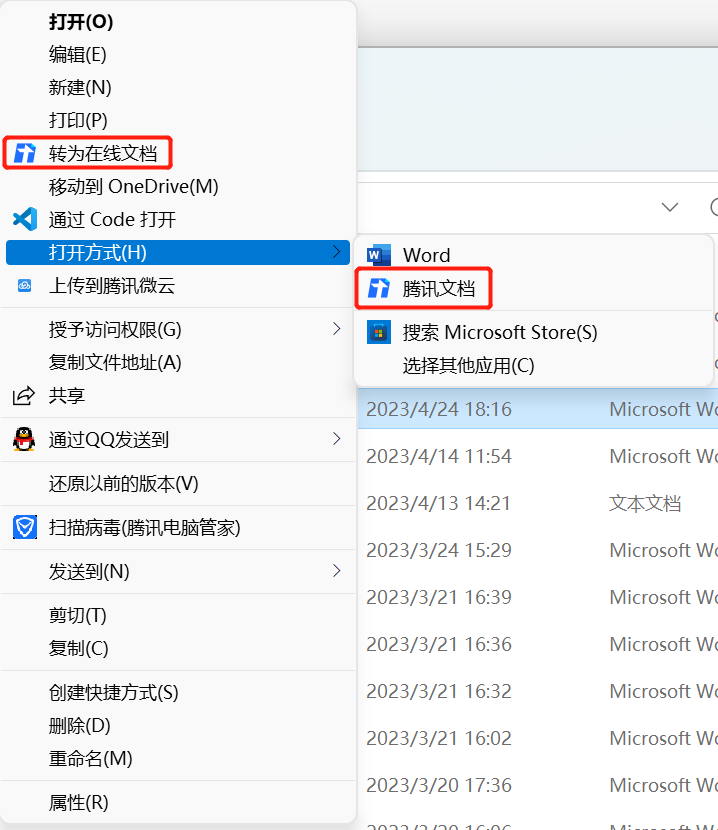 打开(O)
编辑(E)
新建(N)
打印(P)
转为在线文档
移动到 OneDrive(M)
通过 Code 打开
打开方式(H)
上传到腾讯微云
授予访问权限(G)
复制文件地址(A)
共享
通过QQ发送到
还原以前的版本(V)
扫描病毒(腾讯电脑管家)
发送到(N)
剪切(T)
复制(C)
创建快捷方式(S)
删除(D)
重命名(M)
属性(R)
Word
腾讯文档
搜索 Microsoft Store(S)
选择其他应用(C)
2023/4/24 18:16 Microsoft Wo
2023/4/14 11:54 Microsoft Wo
2023/4/13 14:21 文本文档
2023/3/24 15:29 Microsoft Wo
2023/3/21 16:39 Microsoft Wo
2023/3/21 16:36 Microsoft Wo
2023/3/21 16:32 Microsoft Wo
2023/3/21 16:02 Microsoft Wo
2023/3/20 17:36 Microsoft Wo